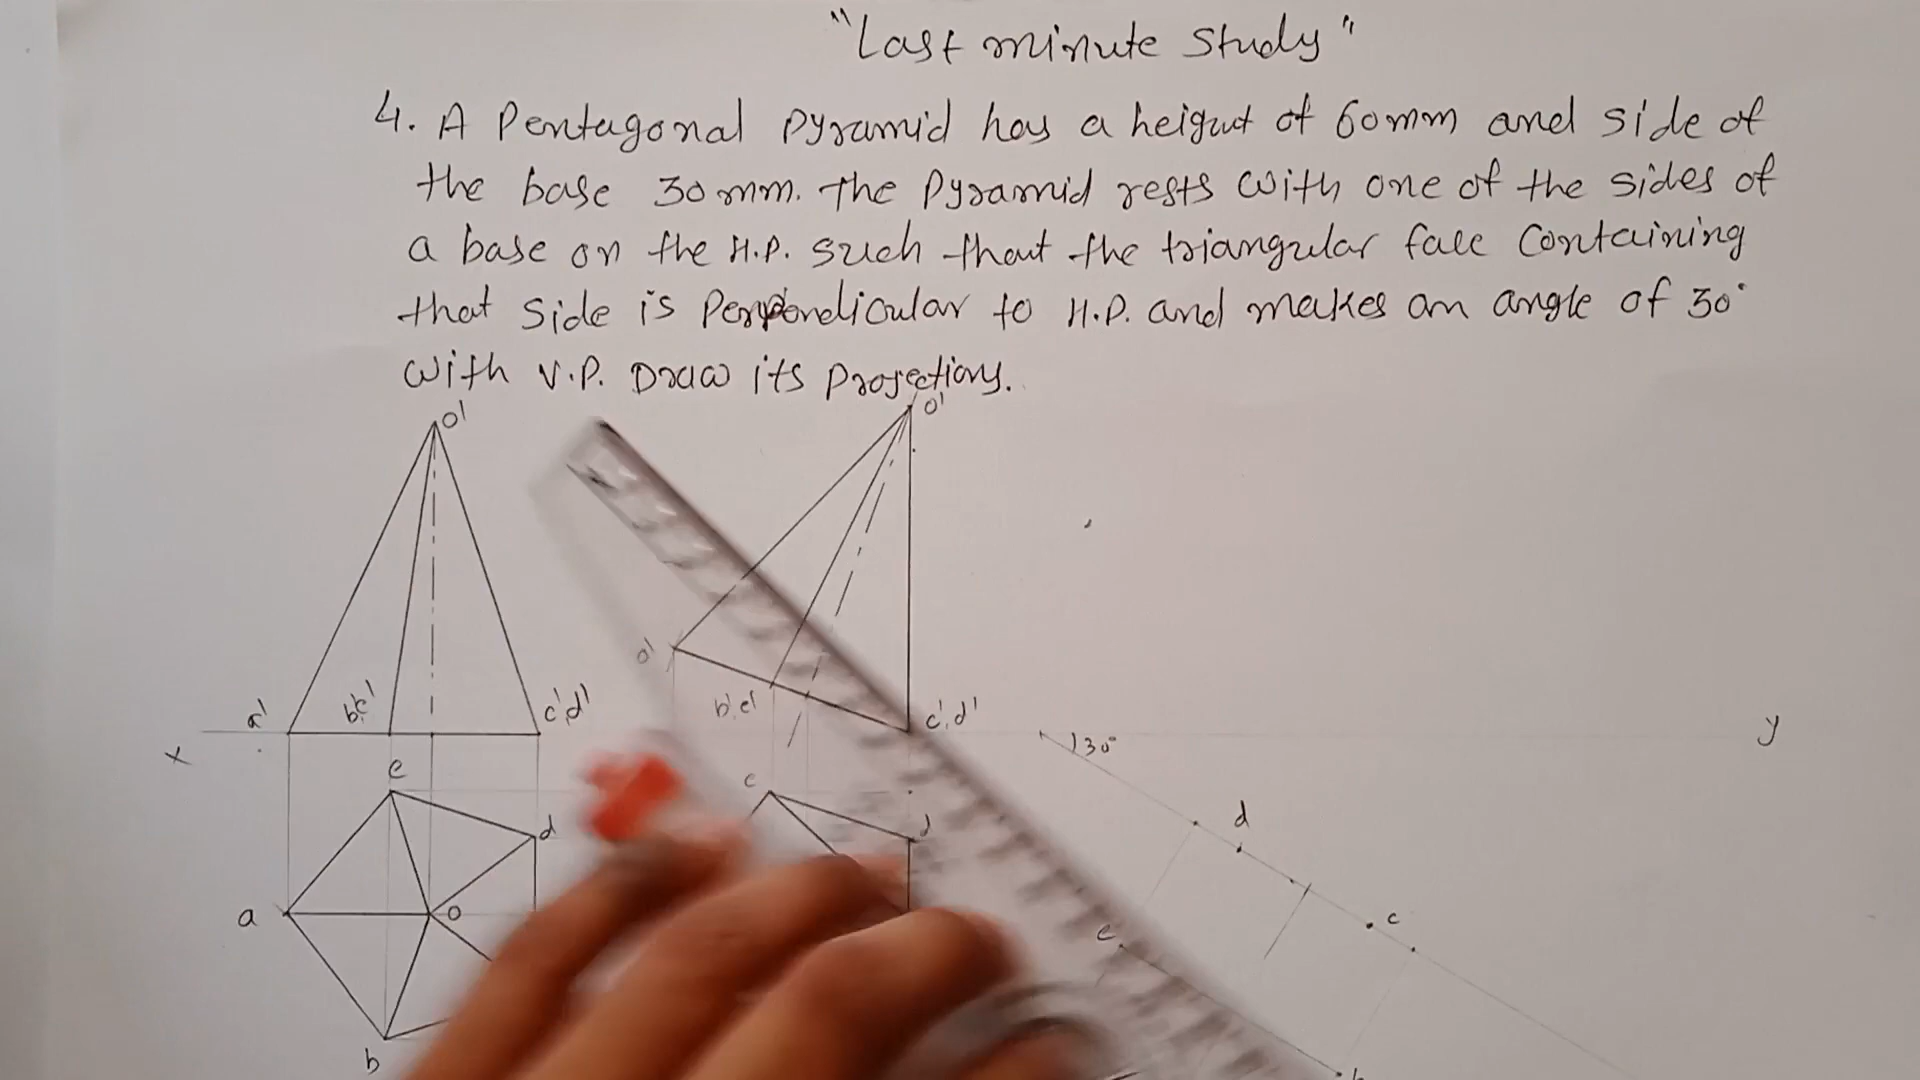 "Last minute study"
4. A Pentagonal pyramid has a height of 60mm and side of
the base 30mm. The Pyramid rests with one of the sides of
a base on the H.P. such that the triangular face Containing
that side is Perpendicular to H.P. and makes an angle of 30°
with V.P. Draw its projections.
o' o'
a' b'
a' b'e' c'd' b'e' c',d' 30° y
x
e e d
d d
a o e c
b b